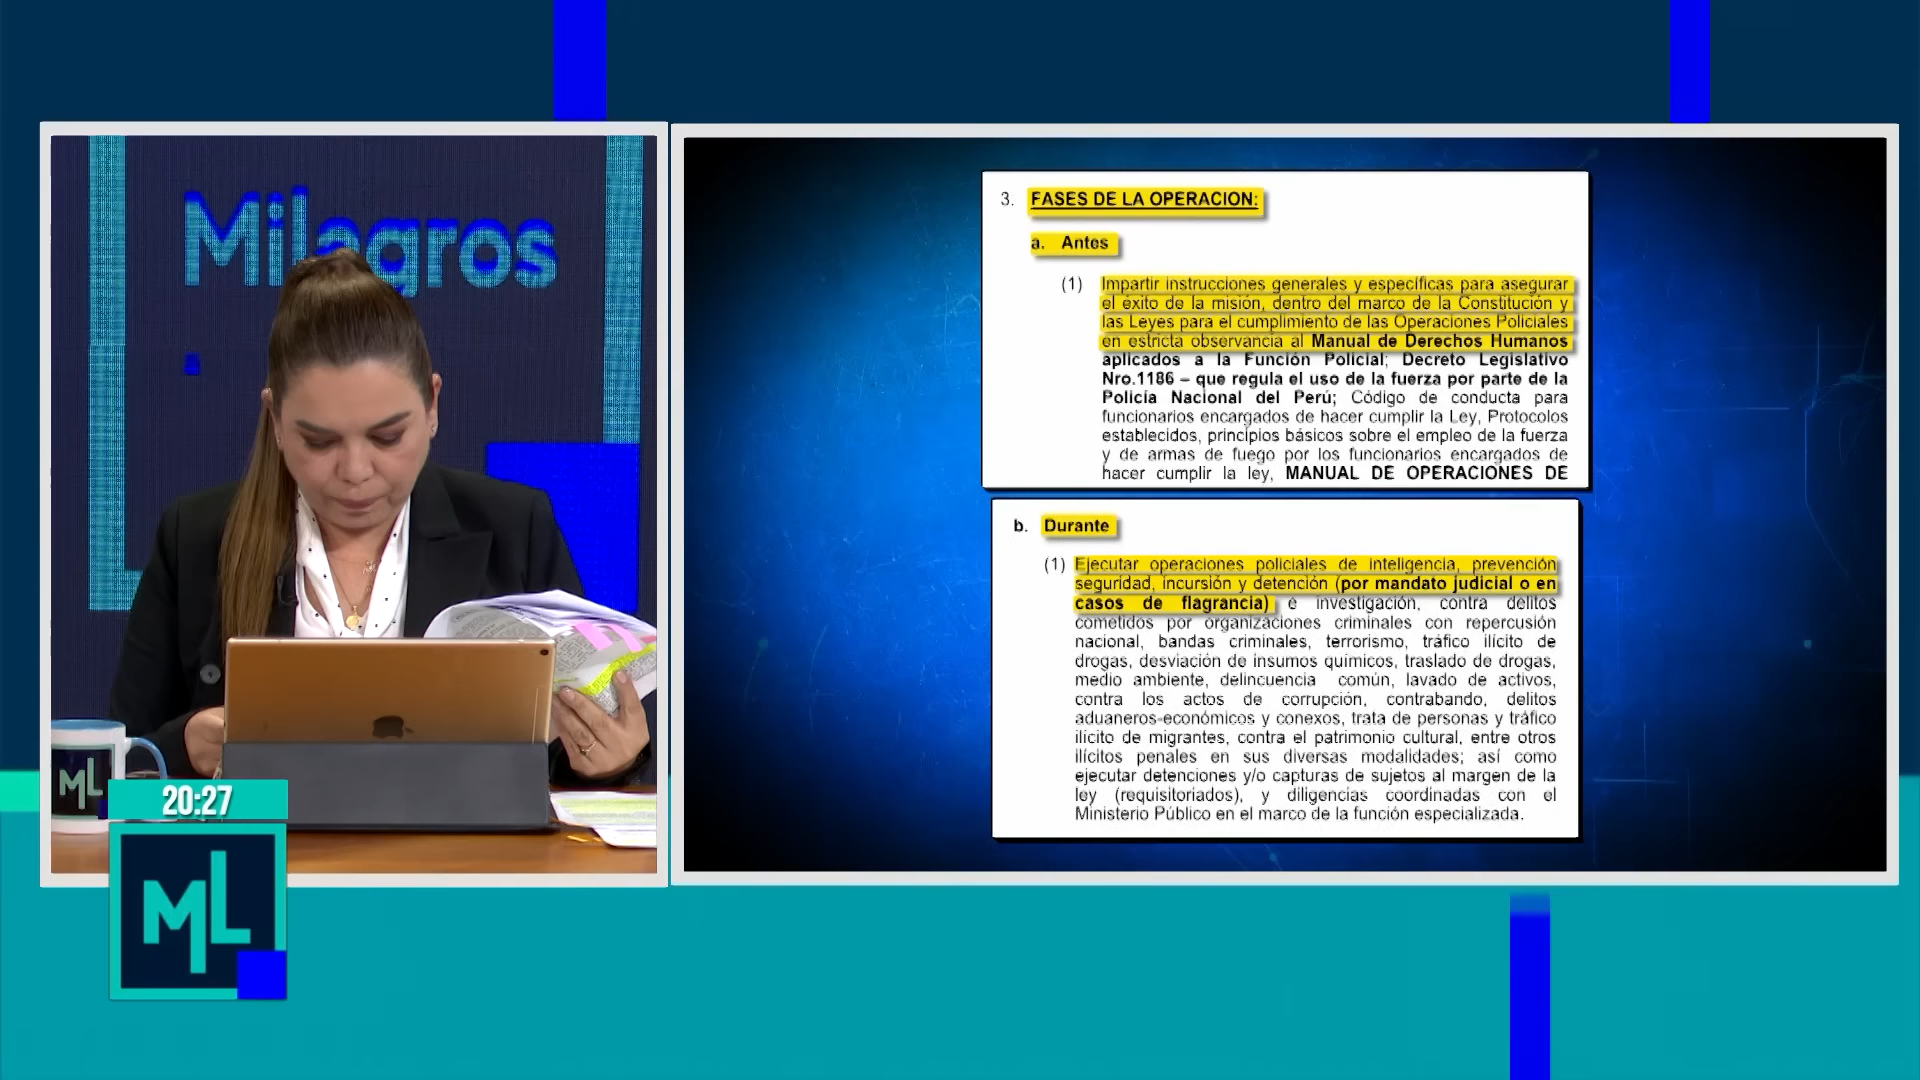 Milagros
ML
20:27
ML
3. FASES DE LA OPERACION:
a. Antes
(1) Impartir instrucciones generales y específicas para asegurar
el éxito de la misión, dentro del marco de la Constitución y
las Leyes para el cumplimiento de las Operaciones Policiales
en estricta observancia al Manual de Derechos Humanos
aplicados a la Función Policial; Decreto Legislativo
Nro.1186 – que regula el uso de la fuerza por parte de la
Policía Nacional del Perú; Código de conducta para
funcionarios encargados de hacer cumplir la Ley, Protocolos
establecidos, principios básicos sobre el empleo de la fuerza
y de armas de fuego por los funcionarios encargados de
hacer cumplir la ley, MANUAL DE OPERACIONES DE
b. Durante
(1) Ejecutar operaciones policiales de inteligencia, prevención
seguridad, incursión y detención (por mandato judicial o en
casos de flagrancia) e investigación, contra delitos
cometidos por organizaciones criminales con repercusión
nacional, bandas criminales, terrorismo, tráfico ilícito de
drogas, desviación de insumos químicos, traslado de drogas,
medio ambiente, delincuencia común, lavado de activos,
contra los actos de corrupción, contrabando, delitos
aduaneros-económicos y conexos, trata de personas y tráfico
ilícito de migrantes, contra el patrimonio cultural, entre otros
ilícitos penales en sus diversas modalidades; así como
ejecutar detenciones y/o capturas de sujetos al margen de la
ley (requisitoriados), y diligencias coordinadas con el
Ministerio Público en el marco de la función especializada.